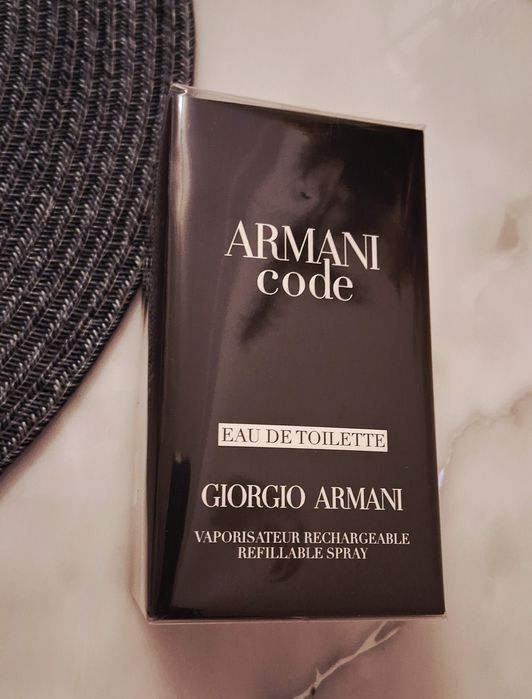 ARMANI
code
EAU DE TOILETTE
GIORGIO ARMANI
VAPORISATEUR RECHARGEABLE
REFILLABLE SPRAY